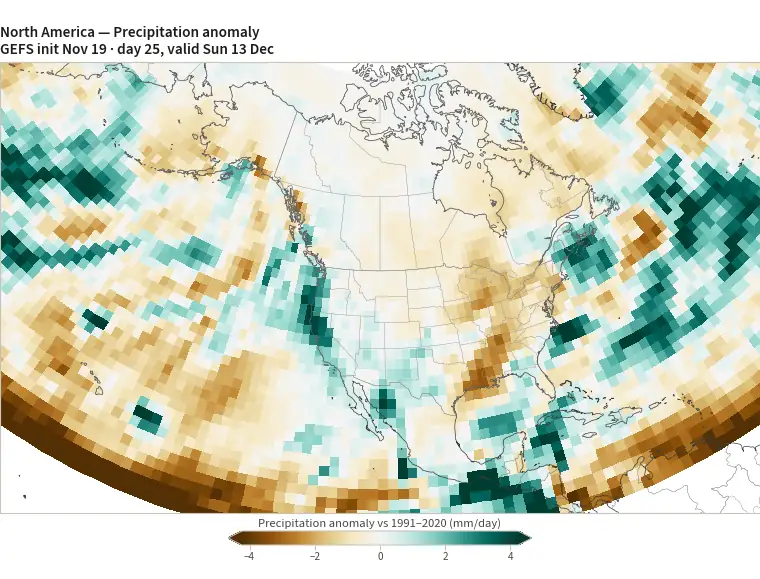 North America — Precipitation anomaly
GEFS init Nov 19 · day 25, valid Sun 13 Dec
Precipitation anomaly vs 1991–2020 (mm/day)
−4 −2 0 2 4